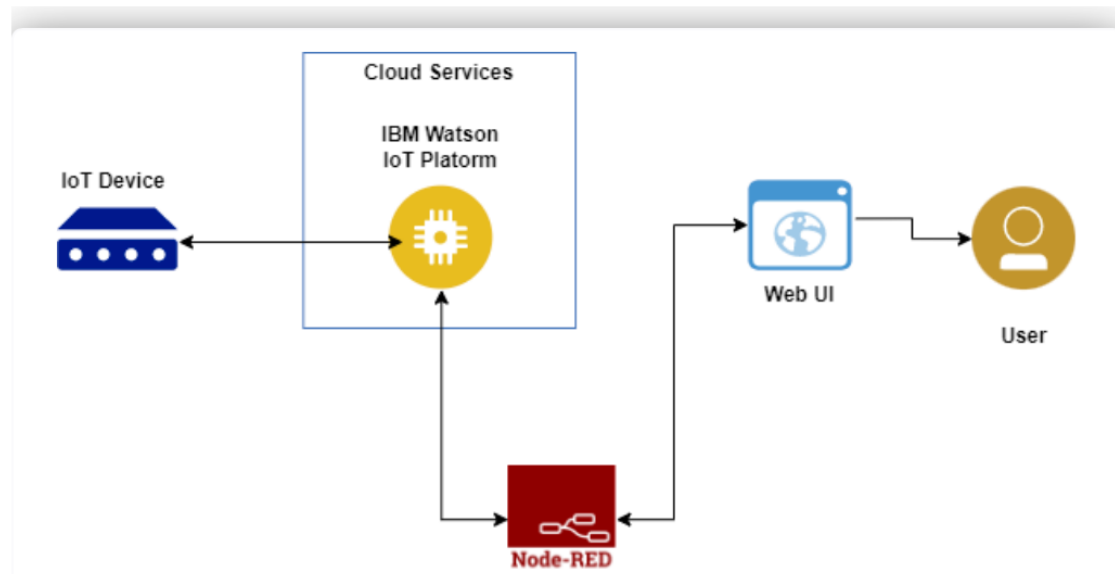 Cloud Services
IBM Watson
IoT Platorm
IoT Device
Web UI
User
Node-RED